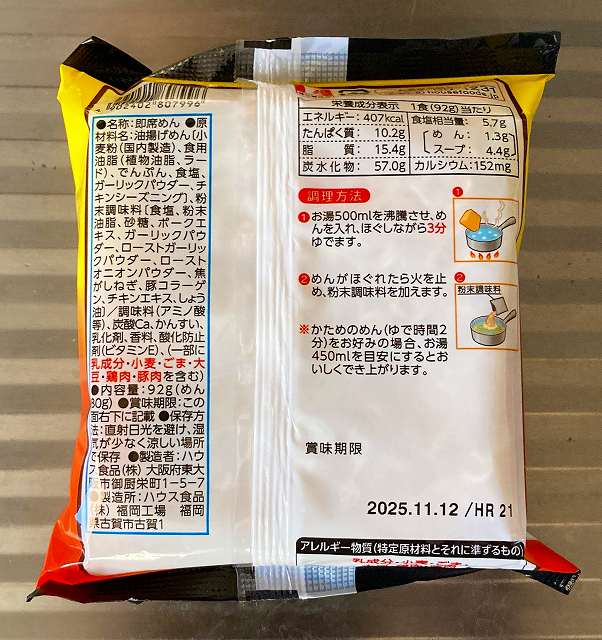 ●名称:即席めん ●原
材料名:油揚げめん(小
麦粉(国内製造)、食用
油脂(植物油脂、ラー
ド)、でんぷん、食塩、
ガーリックパウダー、チ
キンシーズニング)、粉
末調味料〔食塩、粉末
油脂、砂糖、ポークエ
キス、ガーリックパウ
ダー、ローストガーリッ
クパウダー、ロースト
オニオンパウダー、焦
がしねぎ、豚コラーゲ
ン、チキンエキス、しょう
油〕/調味料(アミノ酸
等)、炭酸Ca、かんすい、
乳化剤、香料、酸化防止
剤(ビタミンE)、(一部に
乳成分・小麦・ごま・大
豆・鶏肉・豚肉を含む)
●内容量:92g(めん
80g) ●賞味期限:この
面右下に記載 ●保存方
法:直射日光を避け、湿
気が少なく涼しい場所
で保存 ●製造者:ハウ
ス食品(株) 大阪府東大
阪市御厨栄町1-5-7
●製造所:ハウス食品
(株) 福岡工場 福岡
県古賀市古賀1
housefoods.jp
栄養成分表示 1食(92g)当たり
エネルギー:407kcal 食塩相当量:5.7g
たんぱく質:10.2g めん:1.3g
脂質:15.4g スープ:4.4g
炭水化物:57.0g カルシウム:152mg
調理方法
❶お湯500mlを沸騰させ、め
んを入れ、ほぐしながら3分
ゆでます。
1
❷めんがほぐれたら火を止
め、粉末調味料を加えます。
2
粉末調味料
※かためのめん(ゆで時間2
分)をお好みの場合、お湯
450mlを目安にするとお
いしくでき上がります。
賞味期限
2025.11.12 /HR 21
アレルギー物質(特定原材料とそれに準ずるもの)
乳成分・小麦・ごま・